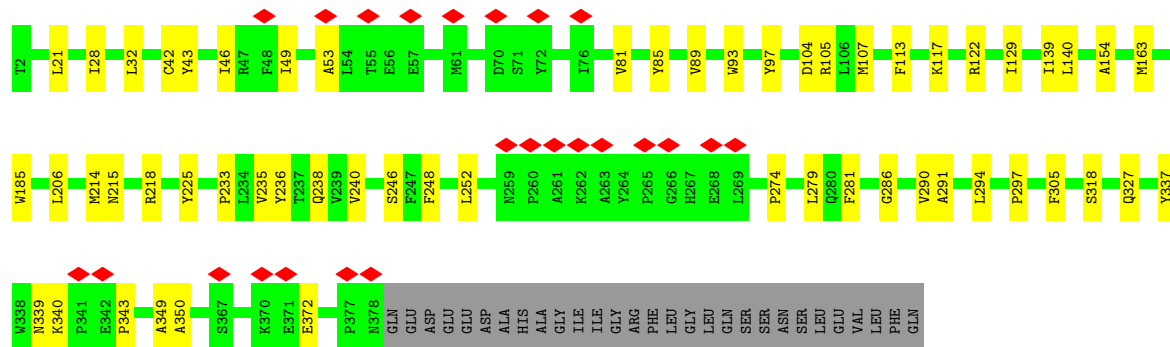 T2 L21 I28 L32 C42 Y43 I46 R47 F48 I49 A53 L54 T55 E56 E57 M61 D70 S71 Y72 I76 V81 Y85 V89 W93 Y97 D104 R105 L106 M107 F113 K117 R122 I129 I139 L140 A154 M163
W185 L206 M214 N215 R218 Y225 P233 L234 V235 Y236 T237 Q238 V239 V240 S246 F247 F248 L252 N259 P260 A261 K262 A263 Y264 P265 G266 H267 E268 L269 P274 L279 Q280 F281 G286 V290 A291 L294 P297 F305 S318 Q327 Y337
W338 N339 K340 P341 E342 P343 A349 A350 S367 K370 E371 E372 P377 N378 GLN GLU ASP GLU GLU ASP ALA HIS ALA GLY ILE ILE GLY ARG PHE LEU GLY LEU GLN SER SER ASN SER LEU GLU VAL LEU PHE GLN